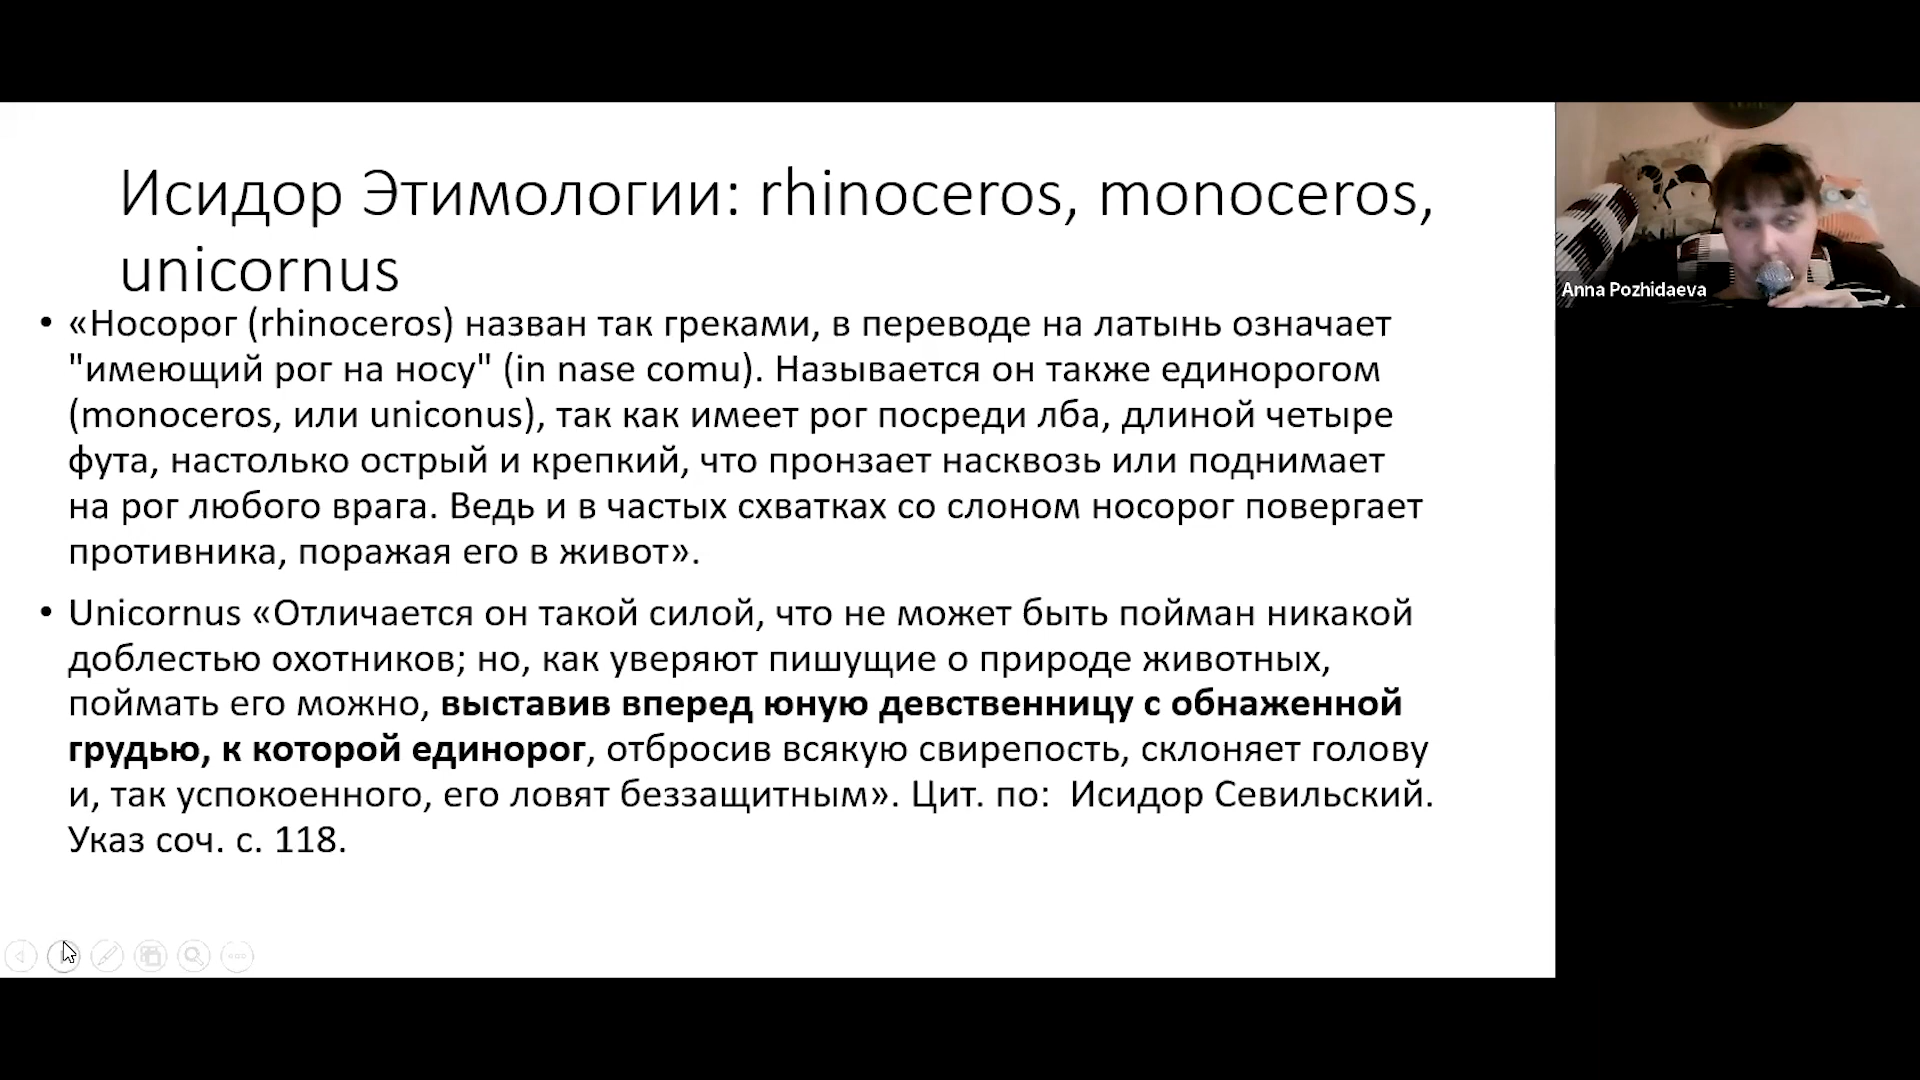 Исидор Этимологии: rhinoceros, monoceros,
unicornus
• «Носорог (rhinoceros) назван так греками, в переводе на латынь означает
"имеющий рог на носу" (in nase comu). Называется он также единорогом
(monoceros, или uniconus), так как имеет рог посреди лба, длиной четыре
фута, настолько острый и крепкий, что пронзает насквозь или поднимает
на рог любого врага. Ведь и в частых схватках со слоном носорог повергает
противника, поражая его в живот».
• Unicornus «Отличается он такой силой, что не может быть пойман никакой
доблестью охотников; но, как уверяют пишущие о природе животных,
поймать его можно, выставив вперед юную девственницу с обнаженной
грудью, к которой единорог, отбросив всякую свирепость, склоняет голову
и, так успокоенного, его ловят беззащитным». Цит. по: Исидор Севильский.
Указ соч. с. 118.
Anna Pozhidaeva